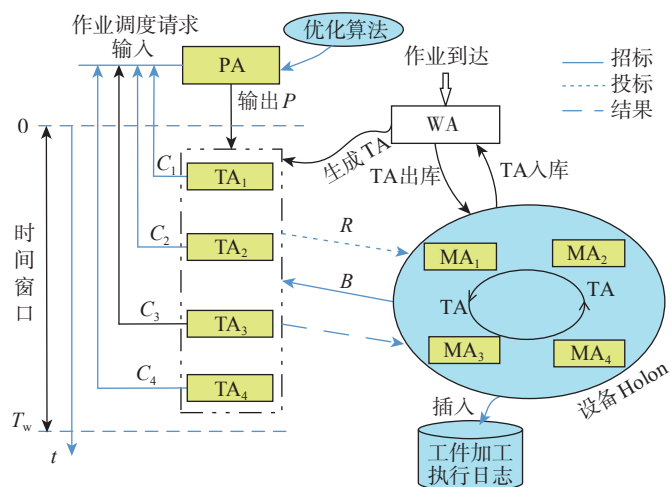 作业调度请求
输入
PA
优化算法
作业到达
招标
投标
结果
输出P
0
WA
生成TA
TA出库
TA入库
C₁
TA₁
C₂
TA₂
R
MA₁
MA₂
时间窗口
B
TA
TA
C₃
TA₃
MA₃
MA₄
C₄
TA₄
设备Holon
插入
T_w
t
工件加工
执行日志